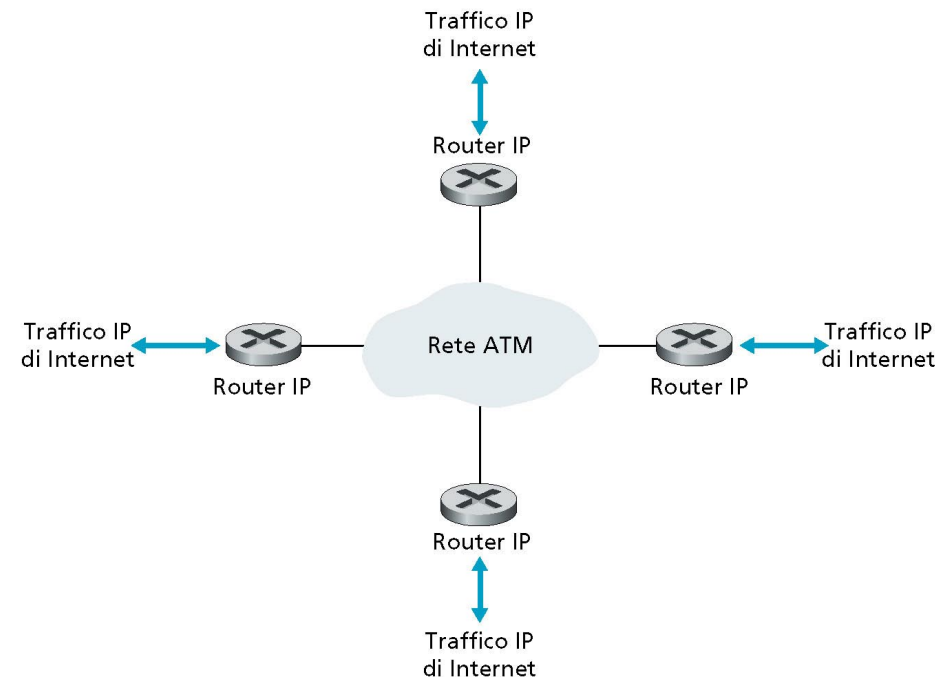 Traffico IP
di Internet
Router IP
Traffico IP
di Internet
Router IP
Rete ATM
Router IP
Traffico IP
di Internet
Router IP
Traffico IP
di Internet